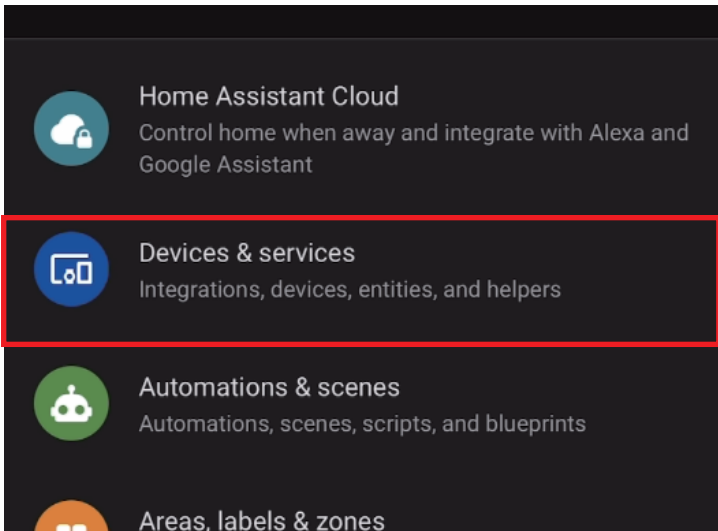 Home Assistant Cloud
Control home when away and integrate with Alexa and
Google Assistant
Devices & services
Integrations, devices, entities, and helpers
Automations & scenes
Automations, scenes, scripts, and blueprints
Areas, labels & zones